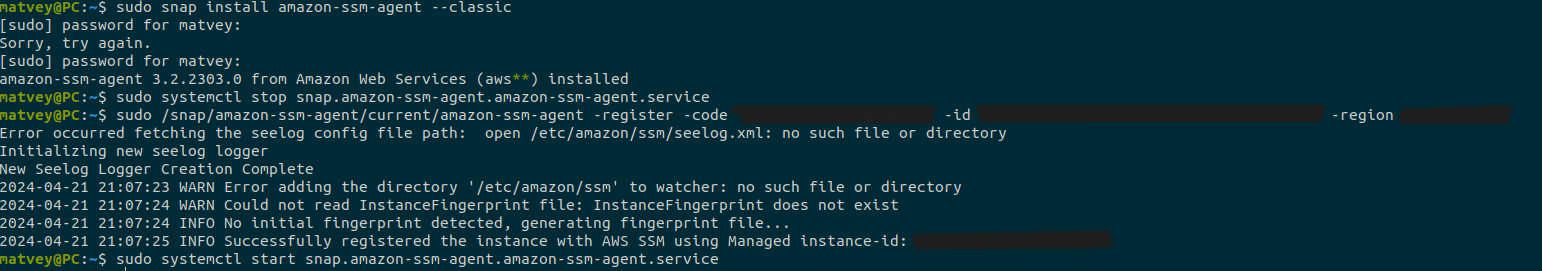 matvey@PC:~$ sudo snap install amazon-ssm-agent --classic
[sudo] password for matvey:
Sorry, try again.
[sudo] password for matvey:
amazon-ssm-agent 3.2.2303.0 from Amazon Web Services (aws**) installed
matvey@PC:~$ sudo systemctl stop snap.amazon-ssm-agent.amazon-ssm-agent.service
matvey@PC:~$ sudo /snap/amazon-ssm-agent/current/amazon-ssm-agent -register -code -id -region
Error occurred fetching the seelog config file path:  open /etc/amazon/ssm/seelog.xml: no such file or directory
Initializing new seelog logger
New Seelog Logger Creation Complete
2024-04-21 21:07:23 WARN Error adding the directory '/etc/amazon/ssm' to watcher: no such file or directory
2024-04-21 21:07:24 WARN Could not read InstanceFingerprint file: InstanceFingerprint does not exist
2024-04-21 21:07:24 INFO No initial fingerprint detected, generating fingerprint file...
2024-04-21 21:07:25 INFO Successfully registered the instance with AWS SSM using Managed instance-id:
matvey@PC:~$ sudo systemctl start snap.amazon-ssm-agent.amazon-ssm-agent.service